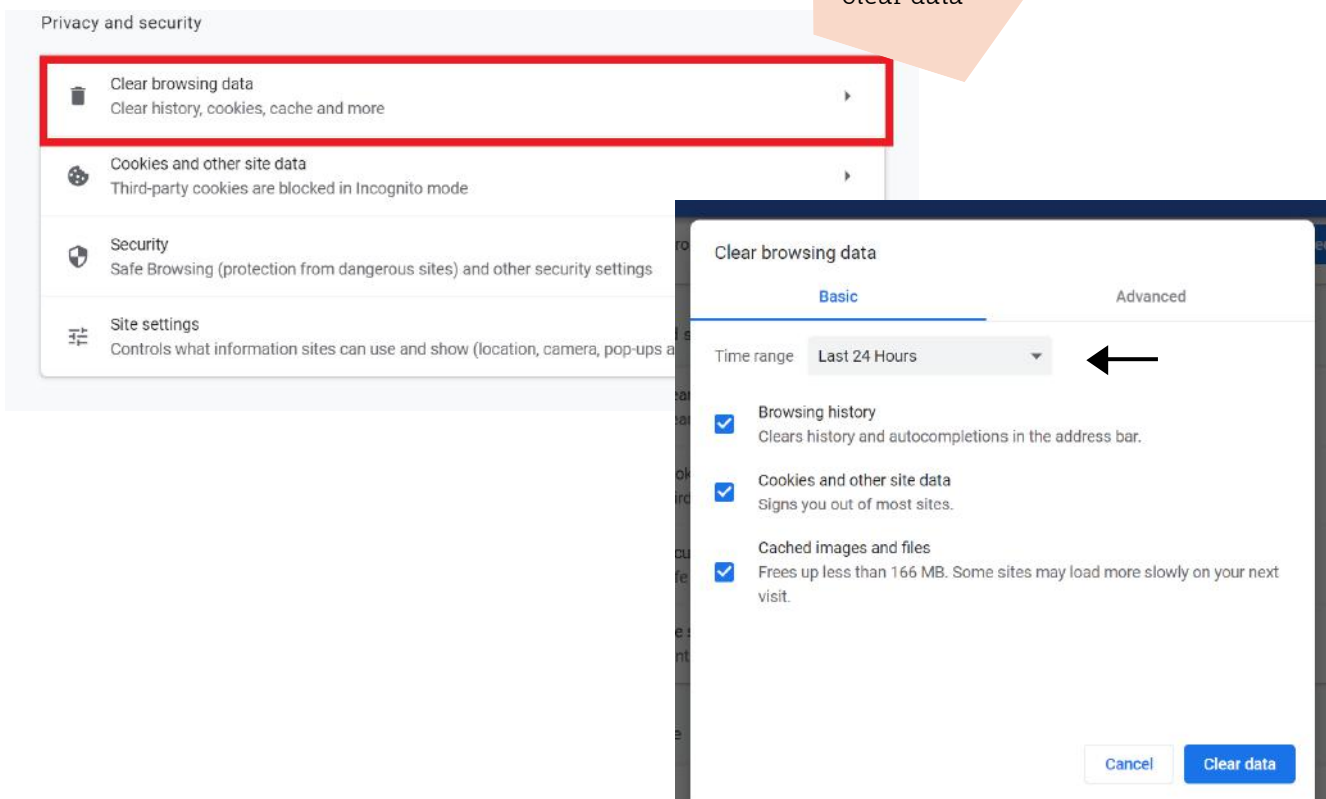 clear data
Privacy and security
Clear browsing data
Clear history, cookies, cache and more
Cookies and other site data
Third-party cookies are blocked in Incognito mode
Security
Safe Browsing (protection from dangerous sites) and other security settings
Site settings
Controls what information sites can use and show (location, camera, pop-ups a
Clear browsing data
Basic Advanced
Time range Last 24 Hours
Browsing history
Clears history and autocompletions in the address bar.
Cookies and other site data
Signs you out of most sites.
Cached images and files
Frees up less than 166 MB. Some sites may load more slowly on your next
visit.
Cancel Clear data